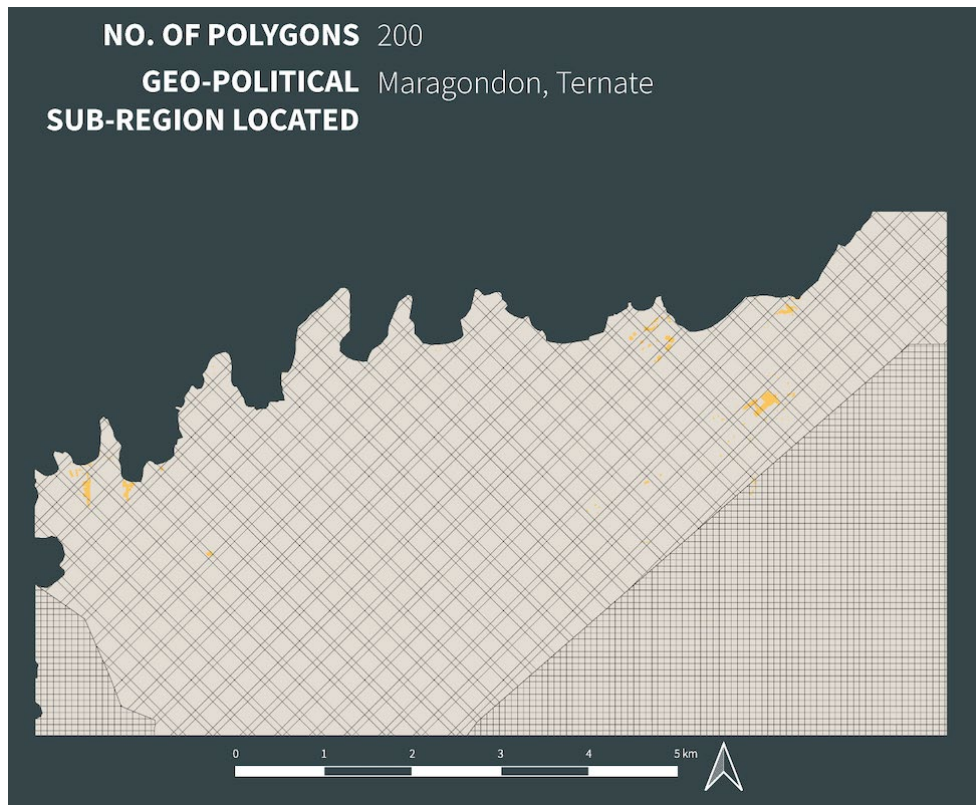 NO. OF POLYGONS 200
GEO-POLITICAL Maragondon, Ternate
SUB-REGION LOCATED
0 1 2 3 4 5 km